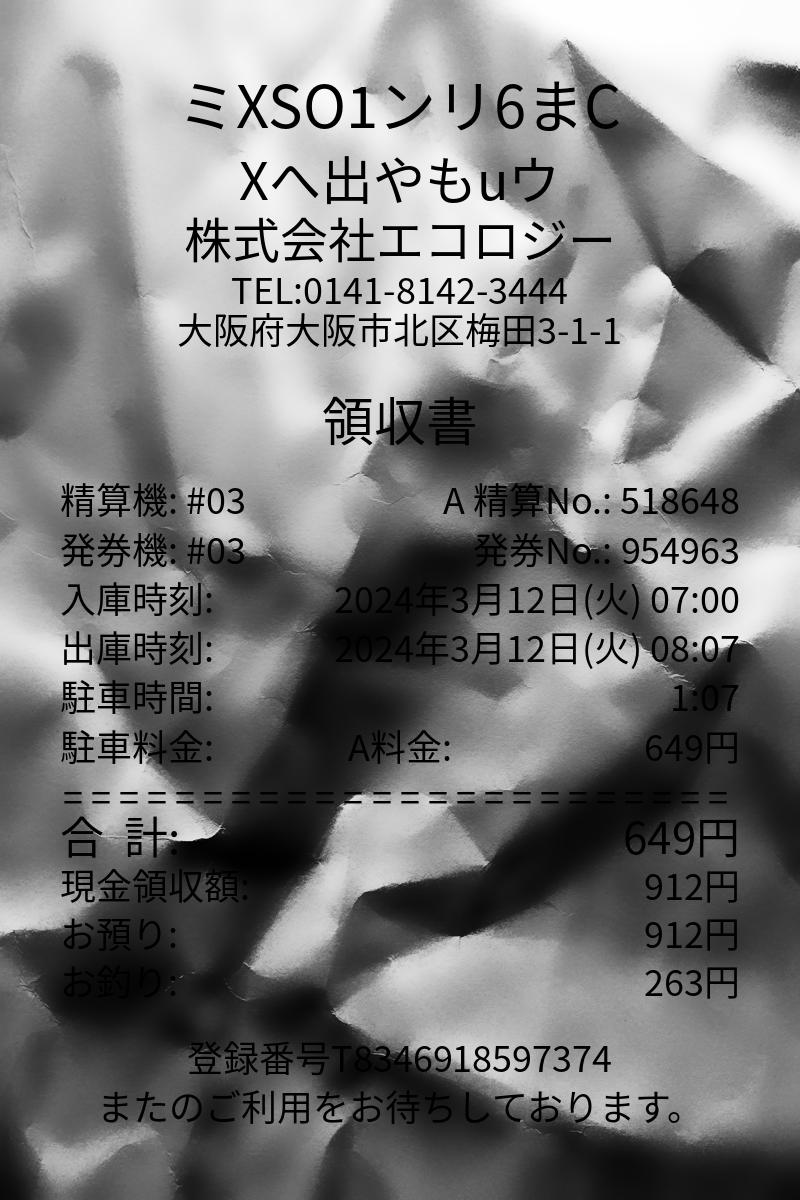 ミXSO1ンリ6まC
Xへ出やもuウ
株式会社エコロジー
TEL:0141-8142-3444
大阪府大阪市北区梅田3-1-1
領収書
精算機: #03 A 精算No.: 518648
発券機: #03 発券No.: 954963
入庫時刻: 2024年3月12日(火) 07:00
出庫時刻: 2024年3月12日(火) 08:07
駐車時間: 1:07
駐車料金: A料金: 649円
========================
合 計: 649円
現金領収額: 912円
お預り: 912円
お釣り: 263円
登録番号T8346918597374
またのご利用をお待ちしております。